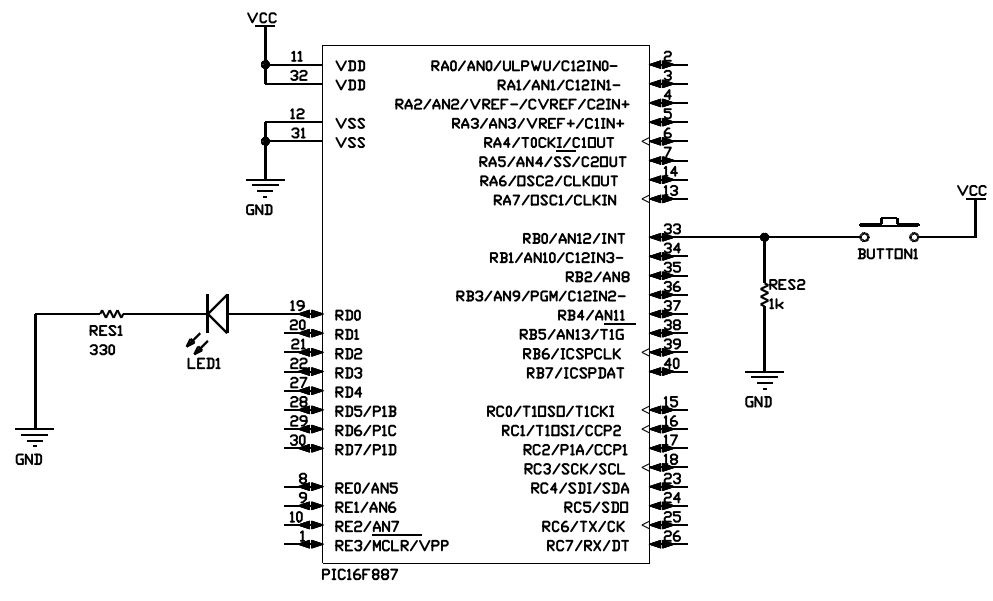 VCC
11 VDD
32 VDD
12 VSS
31 VSS
GND
19 RD0
20 RD1
21 RD2
22 RD3
27 RD4
28 RD5/P1B
29 RD6/P1C
30 RD7/P1D
8 RE0/AN5
9 RE1/AN6
10 RE2/AN7
1 RE3/MCLR/VPP
RES1
330
LED1
GND
RA0/AN0/ULPWU/C12IN0- 2
RA1/AN1/C12IN1- 3
RA2/AN2/VREF-/CVREF/C2IN+ 4
RA3/AN3/VREF+/C1IN+ 5
RA4/T0CKI/C1OUT 6
RA5/AN4/SS/C2OUT 7
RA6/OSC2/CLKOUT 14
RA7/OSC1/CLKIN 13
RB0/AN12/INT 33
RB1/AN10/C12IN3- 34
RB2/AN8 35
RB3/AN9/PGM/C12IN2- 36
RB4/AN11 37
RB5/AN13/T1G 38
RB6/ICSPCLK 39
RB7/ICSPDAT 40
RC0/T1OSO/T1CKI 15
RC1/T1OSI/CCP2 16
RC2/P1A/CCP1 17
RC3/SCK/SCL 18
RC4/SDI/SDA 23
RC5/SDO 24
RC6/TX/CK 25
RC7/RX/DT 26
PIC16F887
VCC
BUTTON1
RES2
1k
GND